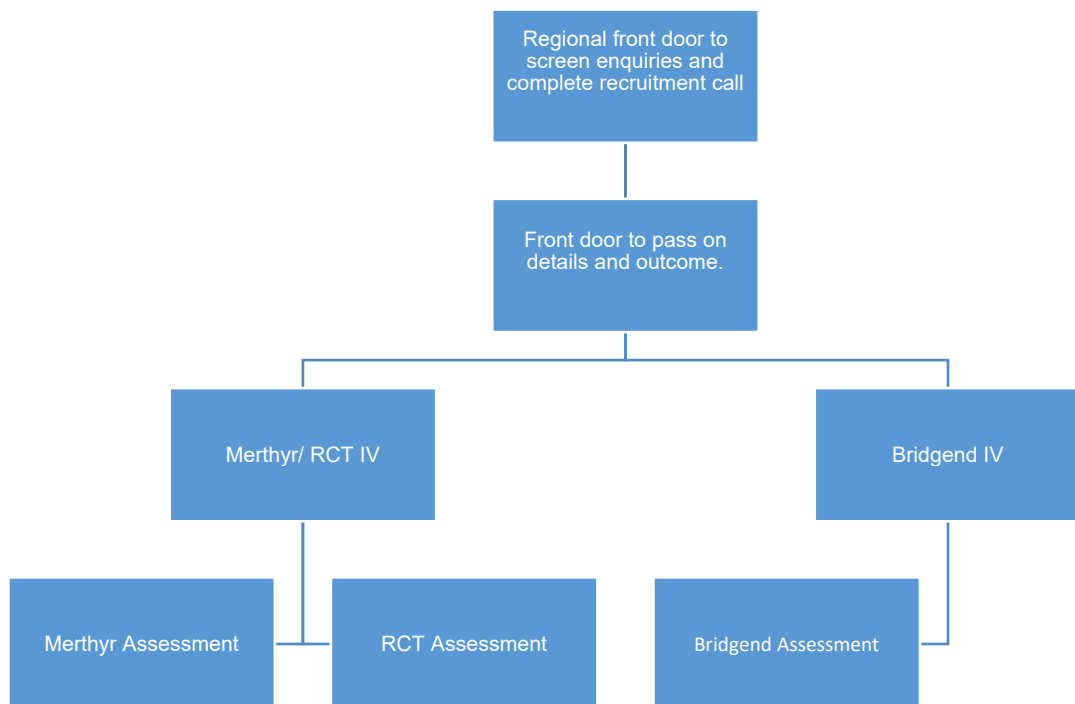 Regional front door to
screen enquiries and
complete recruitment call
Front door to pass on
details and outcome.
Merthyr/ RCT IV
Bridgend IV
Merthyr Assessment
RCT Assessment
Bridgend Assessment